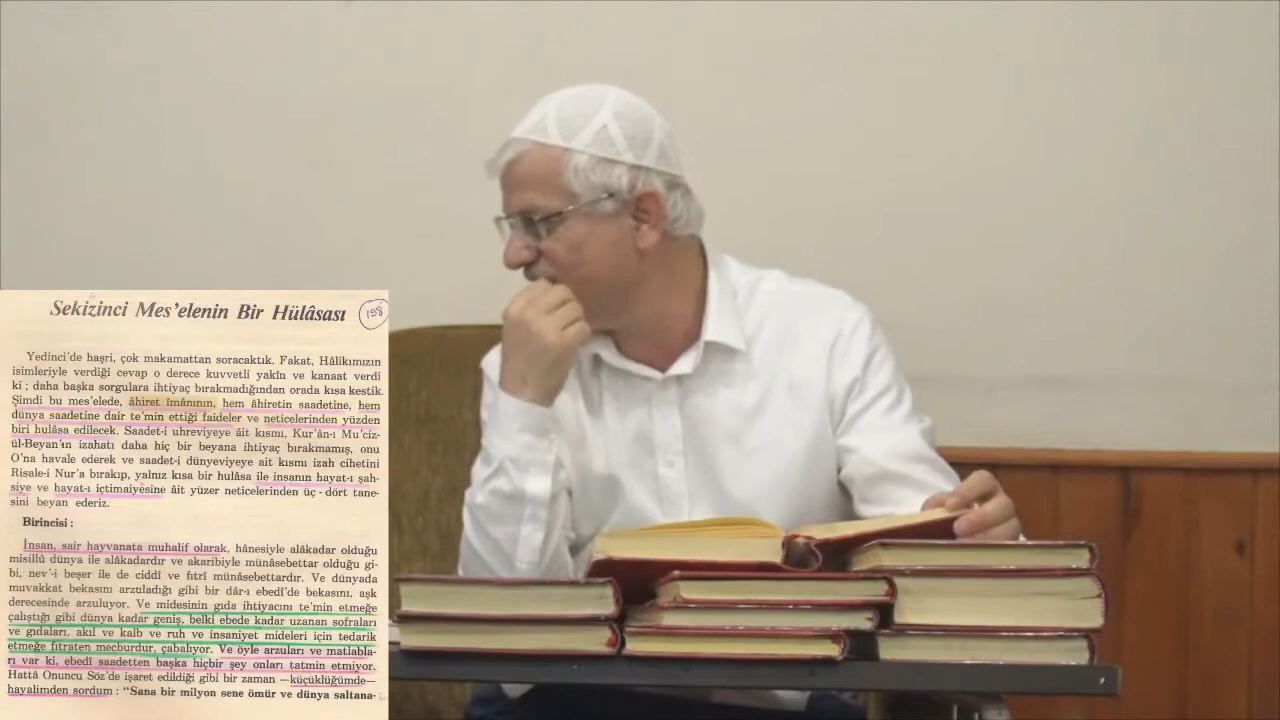 Sekizinci Mes'elenin Bir Hülâsası
158
Yedinci'de haşri, çok makamattan soracaktık. Fakat, Hâlikımızın
isimleriyle verdiği cevap o derece kuvvetli yakîn ve kanaat verdi
ki; daha başka sorgulara ihtiyaç bırakmadığından orada kısa kestik.
Şimdi bu mes'elede, âhiret îmânının, hem âhiretin saadetine, hem
dünya saadetine dair te'min ettiği faideler ve neticelerinden yüzden
biri hulâsa edilecek. Saadet-i uhreviyeye âit kısmı, Kur'ân-ı Mu'ciz-
ül-Beyan'ın izahatı daha hiç bir beyana ihtiyaç bırakmamış, onu
O'na havale ederek ve saadet-i dünyeviyeye ait kısmı izah cihetini
Risale-i Nur'a bırakıp, yalnız kısa bir hulâsa ile insanın hayat-ı şah-
siye ve hayat-ı içtimaiyesine âit yüzer neticelerinden üç - dört tane-
sini beyan ederiz.
Birincisi :
İnsan, sair hayvanata muhalif olarak, hânesiyle alâkadar olduğu
misillû dünya ile alâkadardır ve akaribiyle münâsebettar olduğu gi-
bi, nev'-i beşer ile de ciddî ve fıtrî münâsebettardır. Ve dünyada
muvakkat bekasını arzuladığı gibi bir dâr-ı ebedî'de bekasını, aşk
derecesinde arzuluyor. Ve midesinin gıda ihtiyacını te'min etmeğe
çalıştığı gibi dünya kadar geniş, belki ebede kadar uzanan sofraları
ve gıdaları, akıl ve kalb ve ruh ve insaniyet mideleri için tedarik
etmeğe fıtraten mecburdur, çabalıyor. Ve öyle arzuları ve matlabla-
rı var ki, ebedî saadetten başka hiçbir şey onları tatmin etmiyor.
Hattâ Onuncu Söz'de işaret edildiği gibi bir zaman —küçüklüğümde—
hayalimden sordum : "Sana bir milyon sene ömür ve dünya saltana-